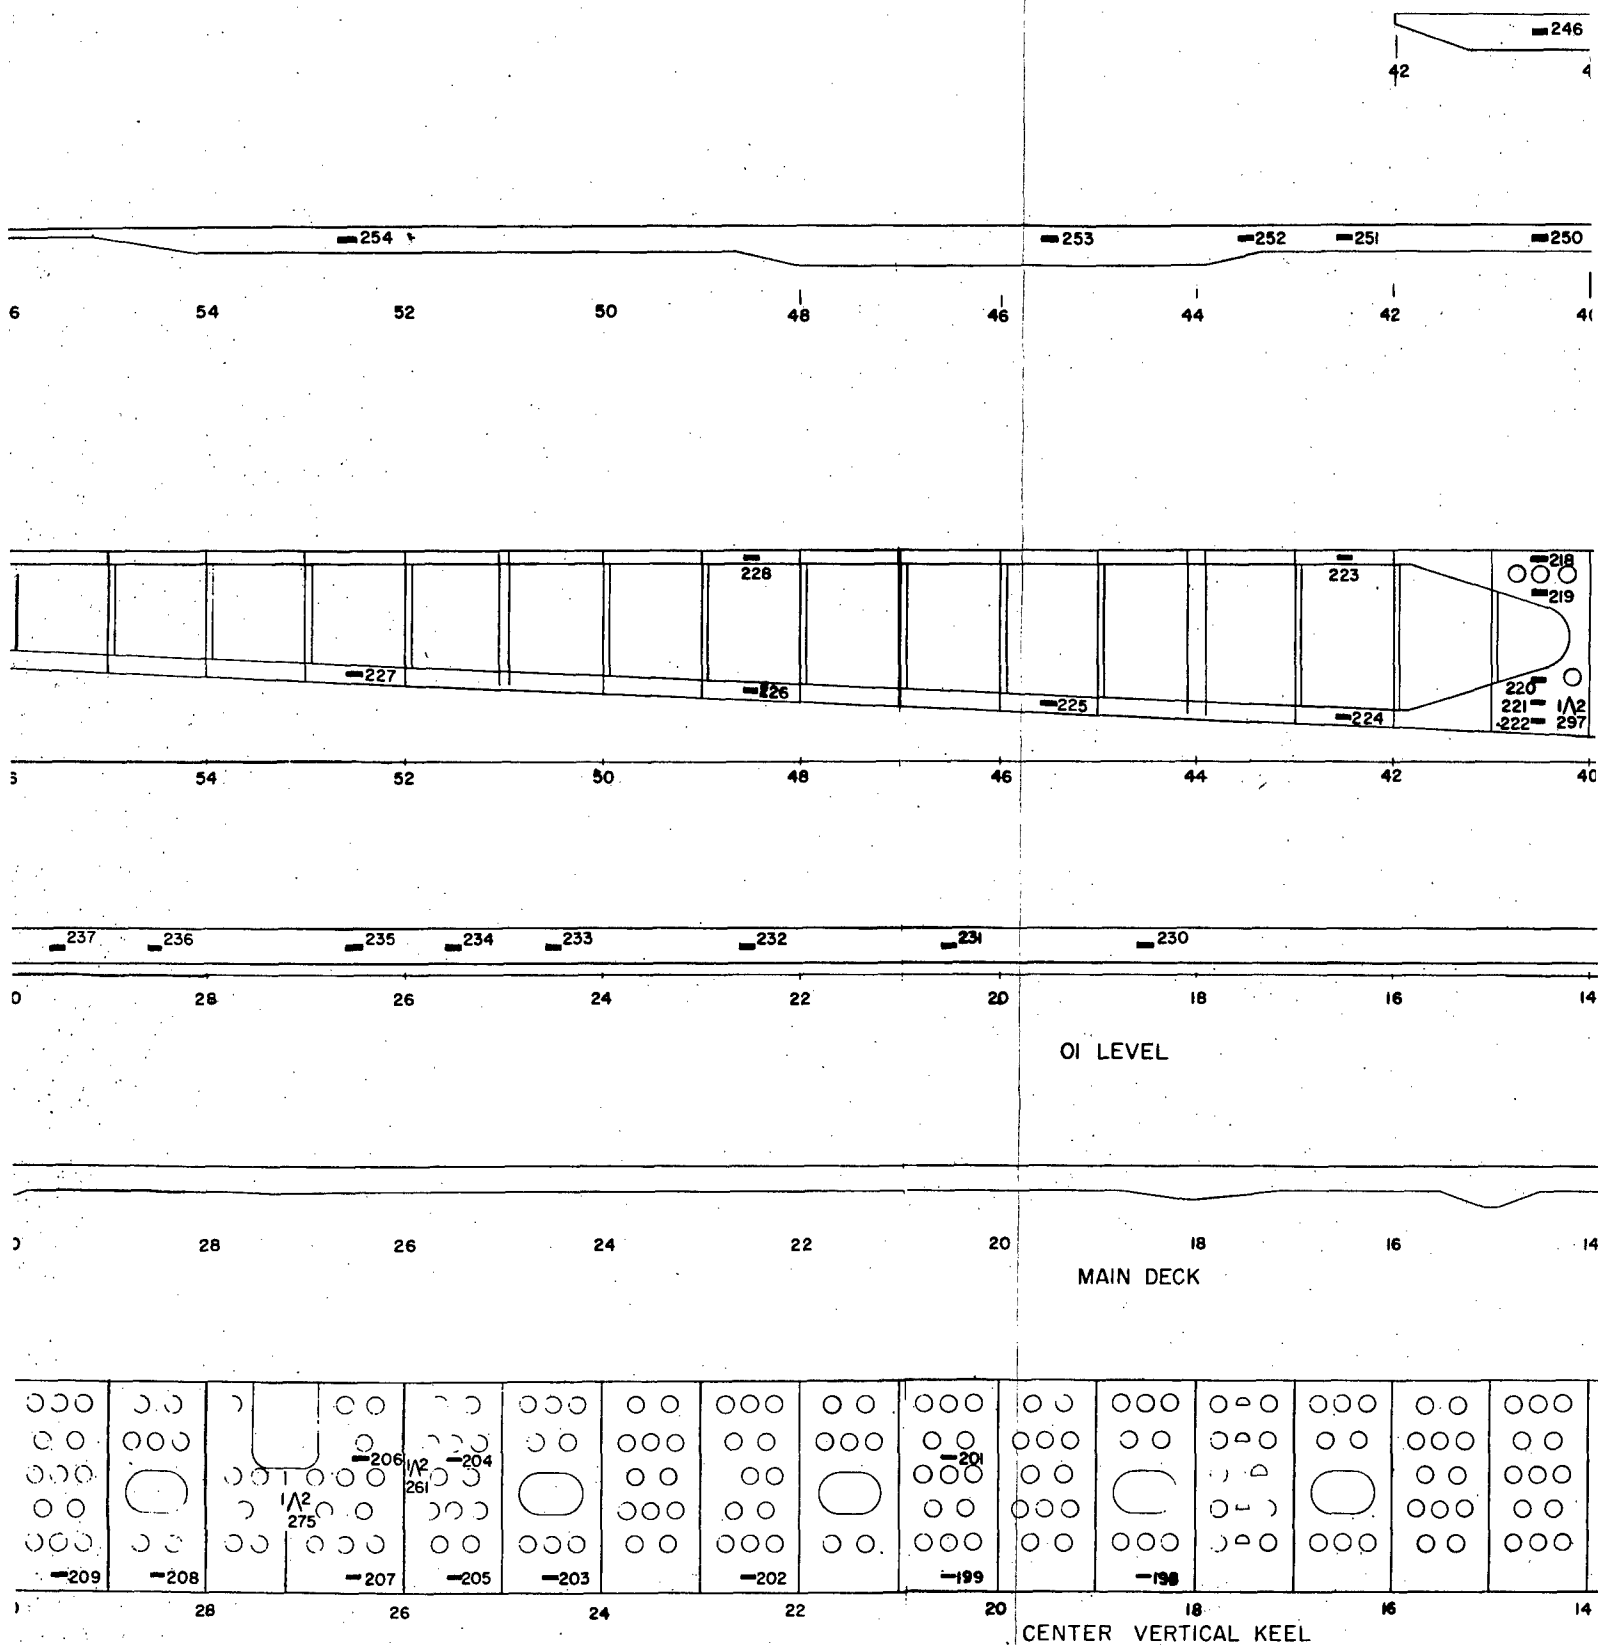 246
42
254 253 252 251 250
54 52 50 48 46 44 42
228 223 218
219
227 226 225 224 220
221 1/\2
222 297
54 52 50 48 46 44 42 40
237 236 235 234 233 232 231 230
28 26 24 22 20 18 16 14
01 LEVEL
28 26 24 22 20 18 16 14
MAIN DECK
206 1/\2 204 201
261
1/\2
275
209 208 207 205 203 202 199 198
28 26 24 22 20 18 16 14
CENTER VERTICAL KEEL